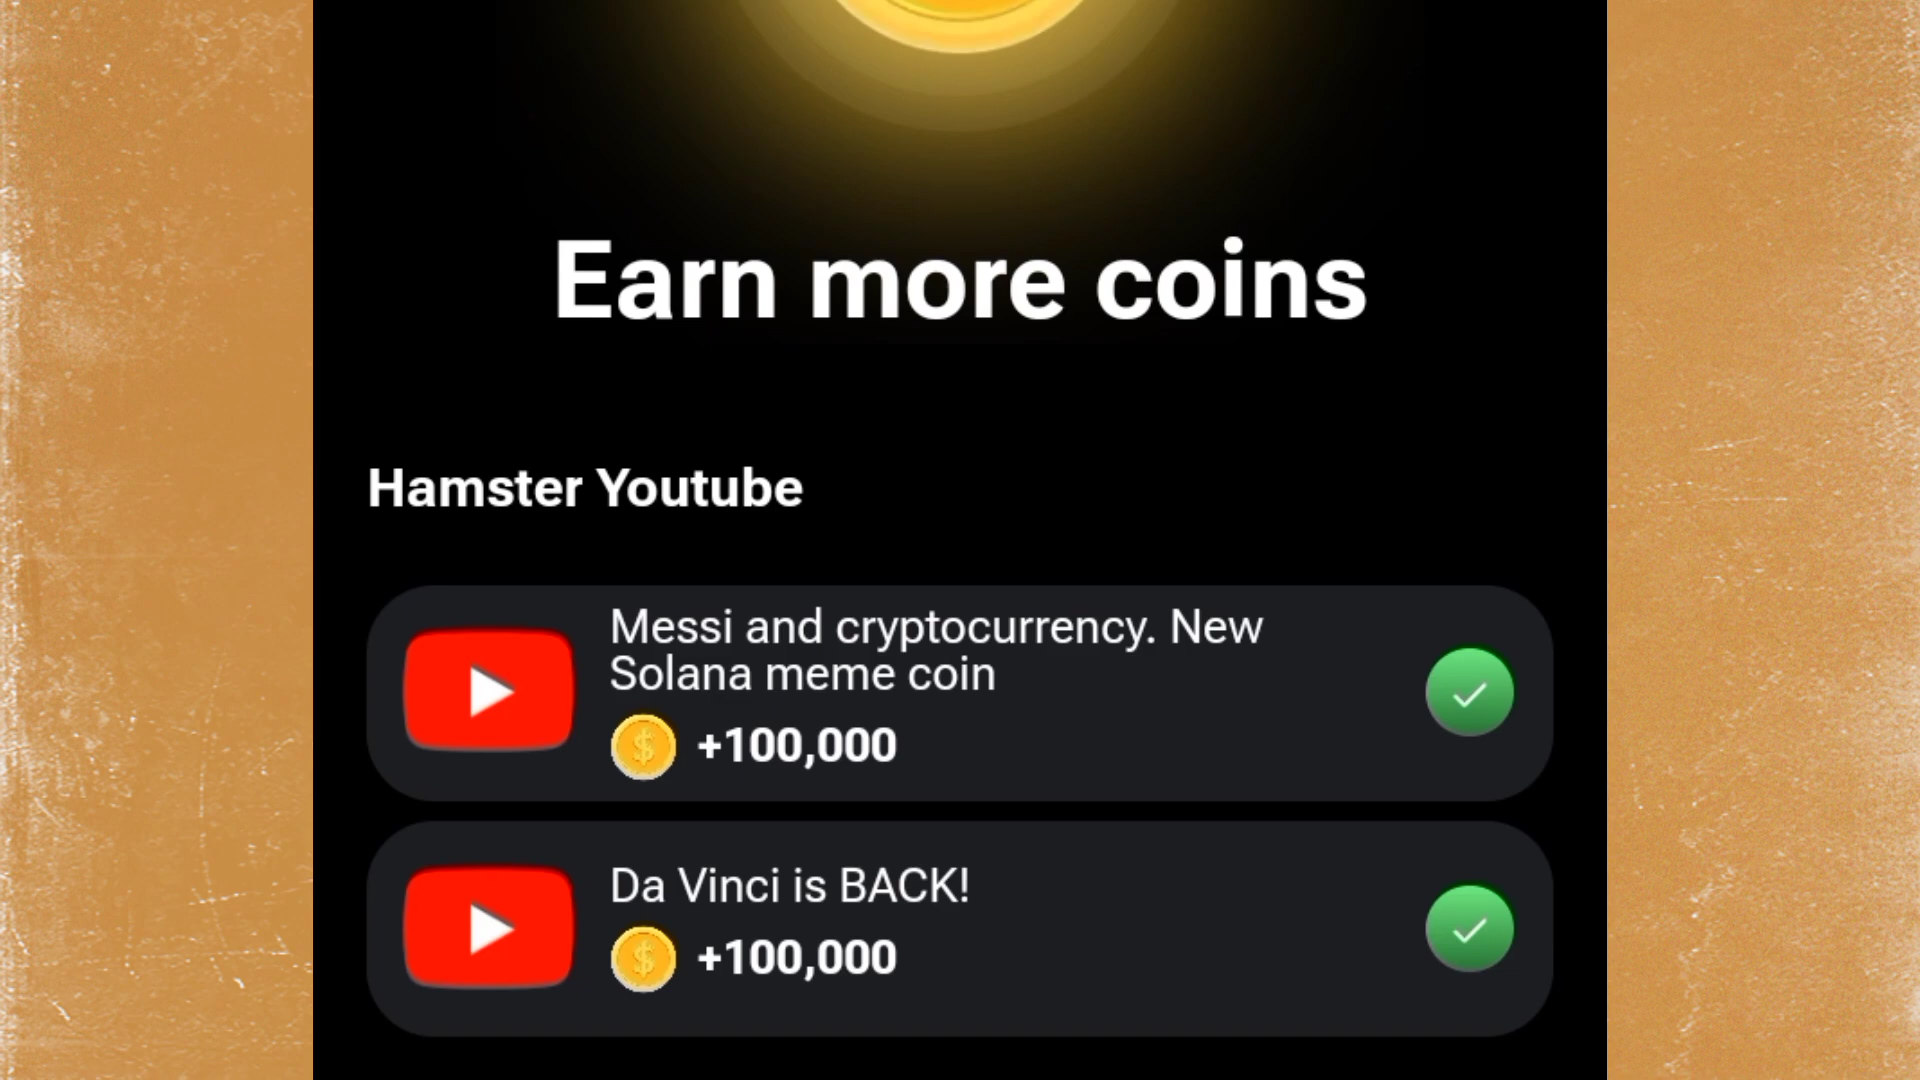 Earn more coins
Hamster Youtube
Messi and cryptocurrency. New
Solana meme coin
+100,000
Da Vinci is BACK!
+100,000